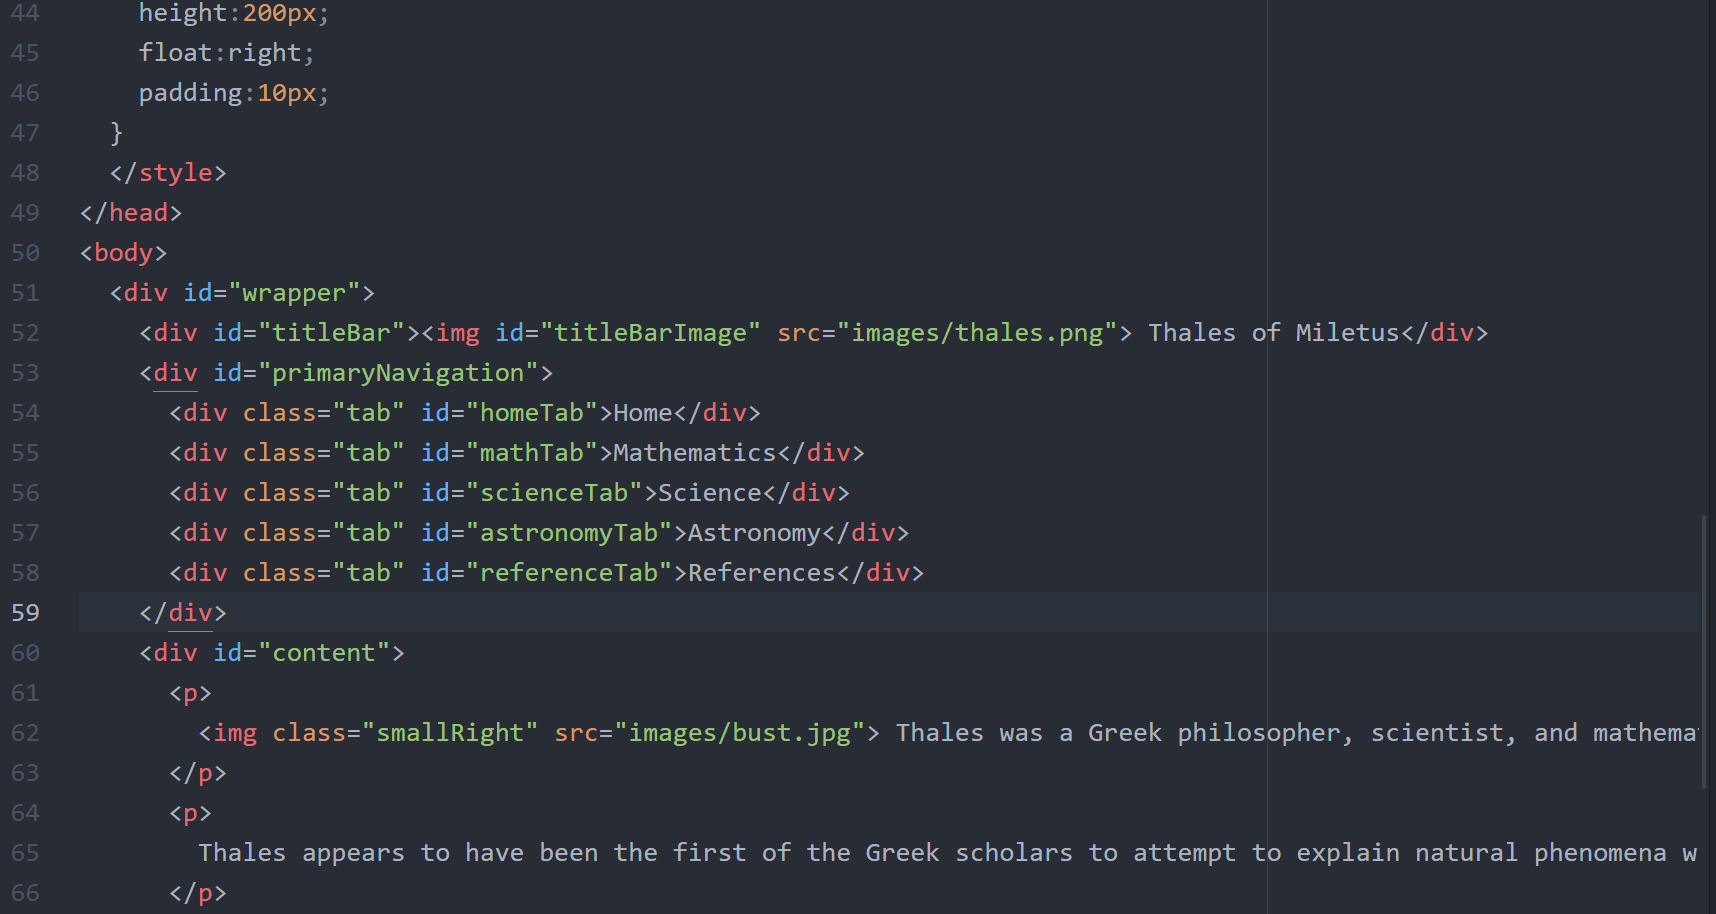 44 height:200px;
45 float:right;
46 padding:10px;
47 }
48 </style>
49 </head>
50 <body>
51 <div id="wrapper">
52 <div id="titleBar"><img id="titleBarImage" src="images/thales.png"> Thales of Miletus</div>
53 <div id="primaryNavigation">
54 <div class="tab" id="homeTab">Home</div>
55 <div class="tab" id="mathTab">Mathematics</div>
56 <div class="tab" id="scienceTab">Science</div>
57 <div class="tab" id="astronomyTab">Astronomy</div>
58 <div class="tab" id="referenceTab">References</div>
59 </div>
60 <div id="content">
61 <p>
62 <img class="smallRight" src="images/bust.jpg"> Thales was a Greek philosopher, scientist, and mathema
63 </p>
64 <p>
65 Thales appears to have been the first of the Greek scholars to attempt to explain natural phenomena w
66 </p>